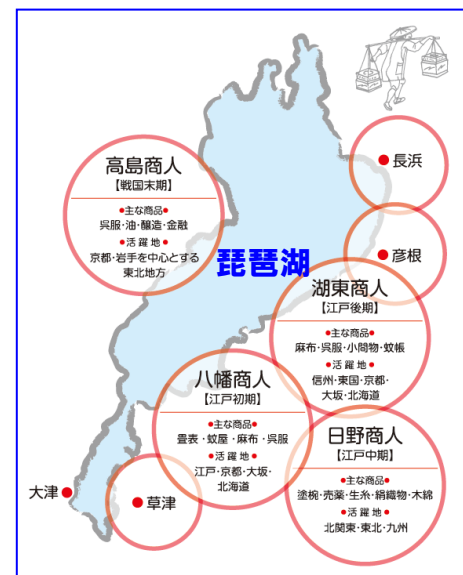 高島商人
【戦国末期】
●主な商品●
呉服・油・醸造・金融
●活躍地●
京都・岩手を中心とする
東北地方
長浜
彦根
琵琶湖
湖東商人
【江戸後期】
●主な商品●
麻布・呉服・小間物・蚊帳
●活躍地●
信州・東国・京都・
大坂・北海道
八幡商人
【江戸初期】
●主な商品●
畳表・蚊屋・麻布・呉服
●活躍地●
江戸・京都・大坂・
北海道
日野商人
【江戸中期】
●主な商品●
塗椀・売薬・生糸・絹織物・木綿
●活躍地●
北関東・東北・九州
大津
草津